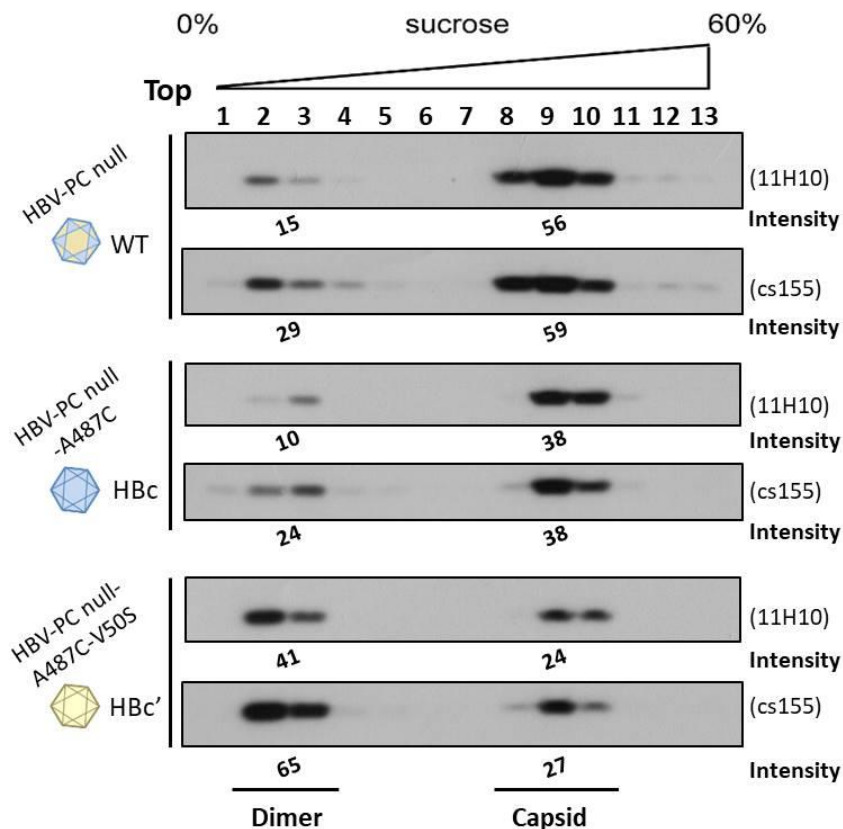 0% sucrose 60%
Top
1 2 3 4 5 6 7 8 9 10 11 12 13
HBV-PC null
WT
(11H10)
15 56 Intensity
(cs155)
29 59 Intensity
HBV-PC null
-A487C
HBc
(11H10)
10 38 Intensity
(cs155)
24 38 Intensity
HBV-PC null-
A487C-V50S
HBc’
(11H10)
41 24 Intensity
(cs155)
65 27 Intensity
Dimer Capsid